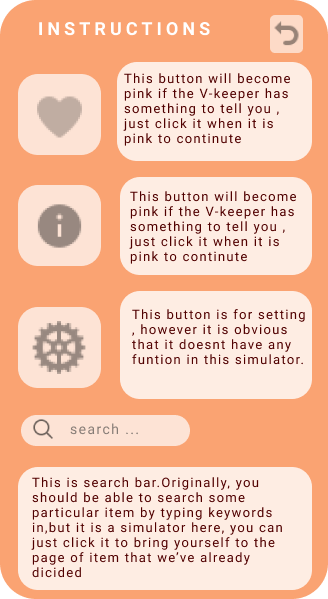 INSTRUCTIONS
This button will become
pink if the V-keeper has
something to tell you ,
just click it when it is
pink to continute
This button will become
pink if the V-keeper has
something to tell you ,
just click it when it is
pink to continute
This button is for setting
, however it is obvious
that it doesnt have any
funtion in this simulator.
search ...
This is search bar.Originally, you
should be able to search some
particular item by typing keywords
in,but it is a simulator here, you can
just click it to bring yourself to the
page of item that we've already
dicided